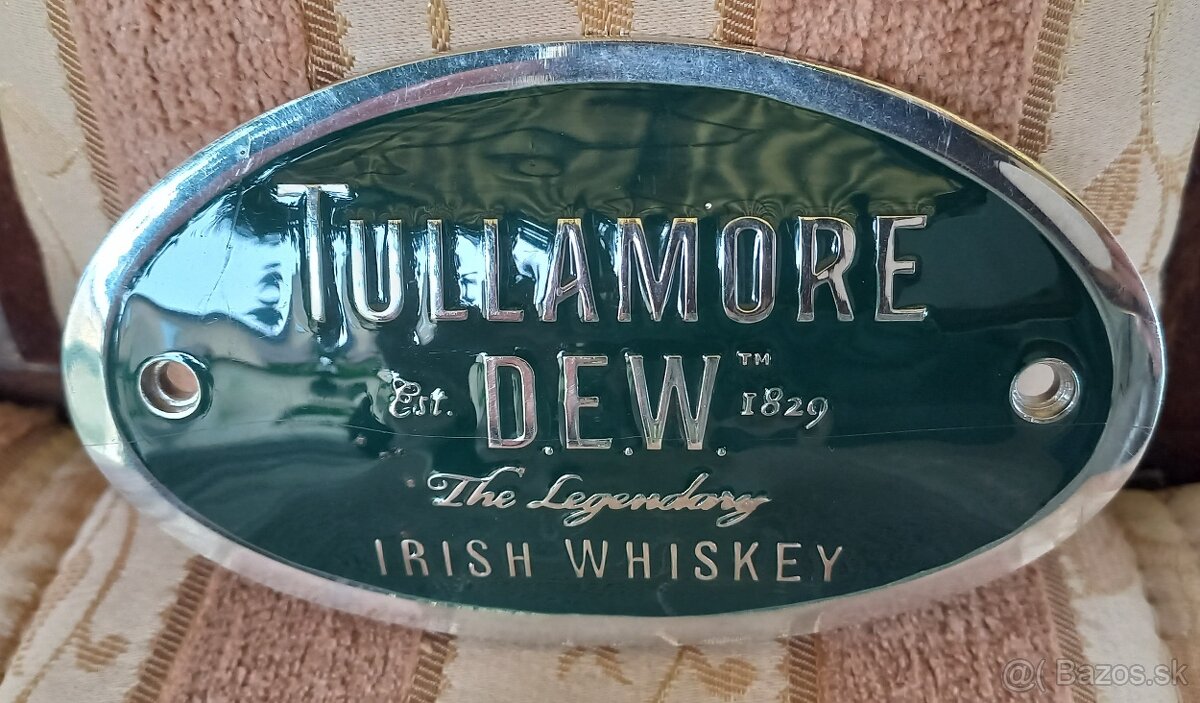 TULLAMORE
Est. D.E.W.™ 1829
The Legendary
IRISH WHISKEY
@( Bazos.sk